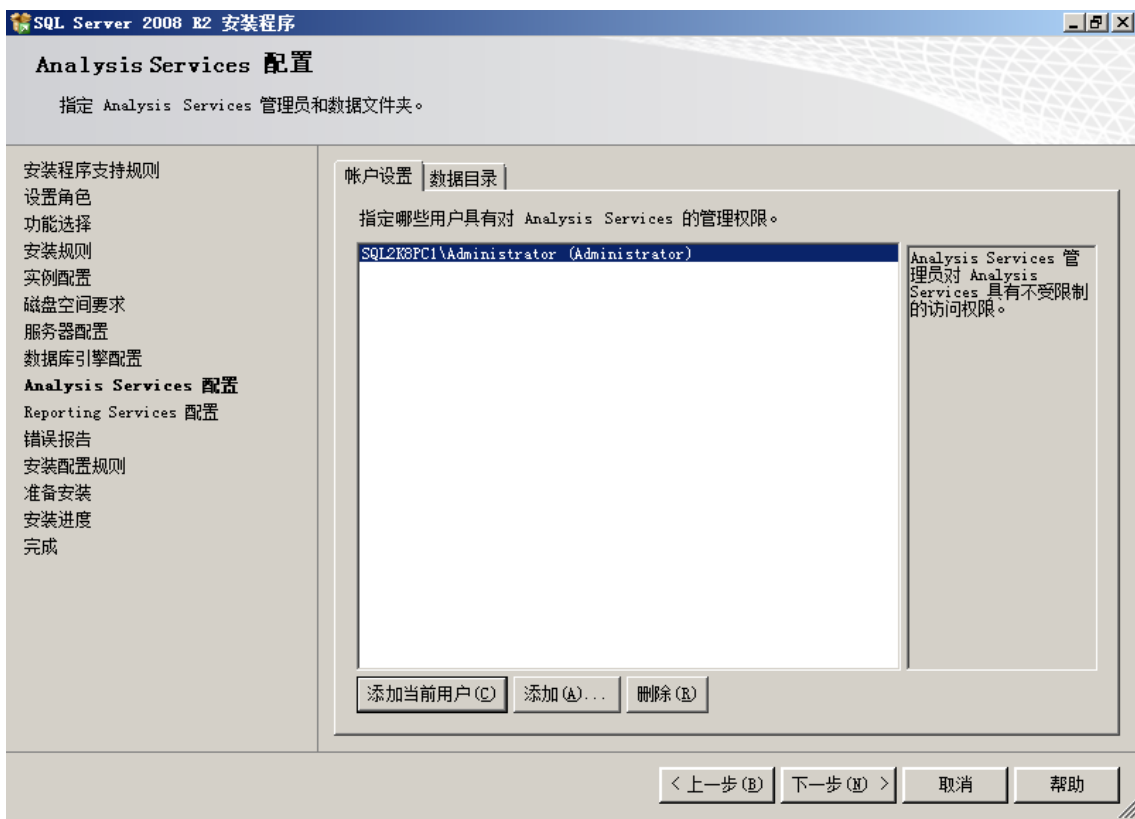 SQL Server 2008 R2 安装程序
Analysis Services 配置
指定 Analysis Services 管理员和数据文件夹。
安装程序支持规则
设置角色
功能选择
安装规则
实例配置
磁盘空间要求
服务器配置
数据库引擎配置
Analysis Services 配置
Reporting Services 配置
错误报告
安装配置规则
准备安装
安装进度
完成
帐户设置 数据目录
指定哪些用户具有对 Analysis Services 的管理权限。
SQL2K8PC1\Administrator (Administrator)
Analysis Services 管
理员对 Analysis
Services 具有不受限制
的访问权限。
添加当前用户(C) 添加(A)... 删除(R)
< 上一步(B) 下一步(N) > 取消 帮助